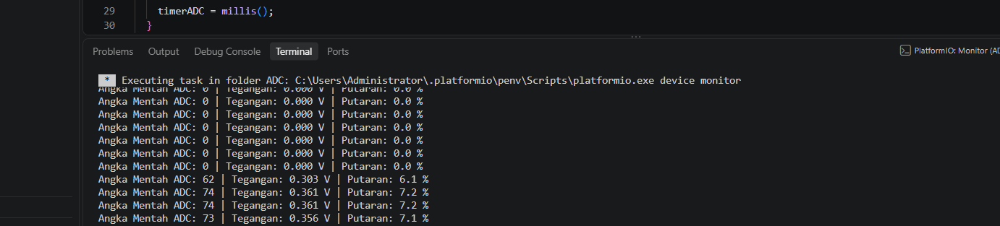 29 timerADC = millis();
30 }
Problems Output Debug Console Terminal Ports
PlatformIO: Monitor (AD
* Executing task in folder ADC: C:\Users\Administrator\.platformio\penv\Scripts\platformio.exe device monitor
Angka Mentah ADC: 0 | Tegangan: 0.000 V | Putaran: 0.0 %
Angka Mentah ADC: 0 | Tegangan: 0.000 V | Putaran: 0.0 %
Angka Mentah ADC: 0 | Tegangan: 0.000 V | Putaran: 0.0 %
Angka Mentah ADC: 0 | Tegangan: 0.000 V | Putaran: 0.0 %
Angka Mentah ADC: 0 | Tegangan: 0.000 V | Putaran: 0.0 %
Angka Mentah ADC: 0 | Tegangan: 0.000 V | Putaran: 0.0 %
Angka Mentah ADC: 0 | Tegangan: 0.000 V | Putaran: 0.0 %
Angka Mentah ADC: 62 | Tegangan: 0.303 V | Putaran: 6.1 %
Angka Mentah ADC: 74 | Tegangan: 0.361 V | Putaran: 7.2 %
Angka Mentah ADC: 74 | Tegangan: 0.361 V | Putaran: 7.2 %
Angka Mentah ADC: 73 | Tegangan: 0.356 V | Putaran: 7.1 %